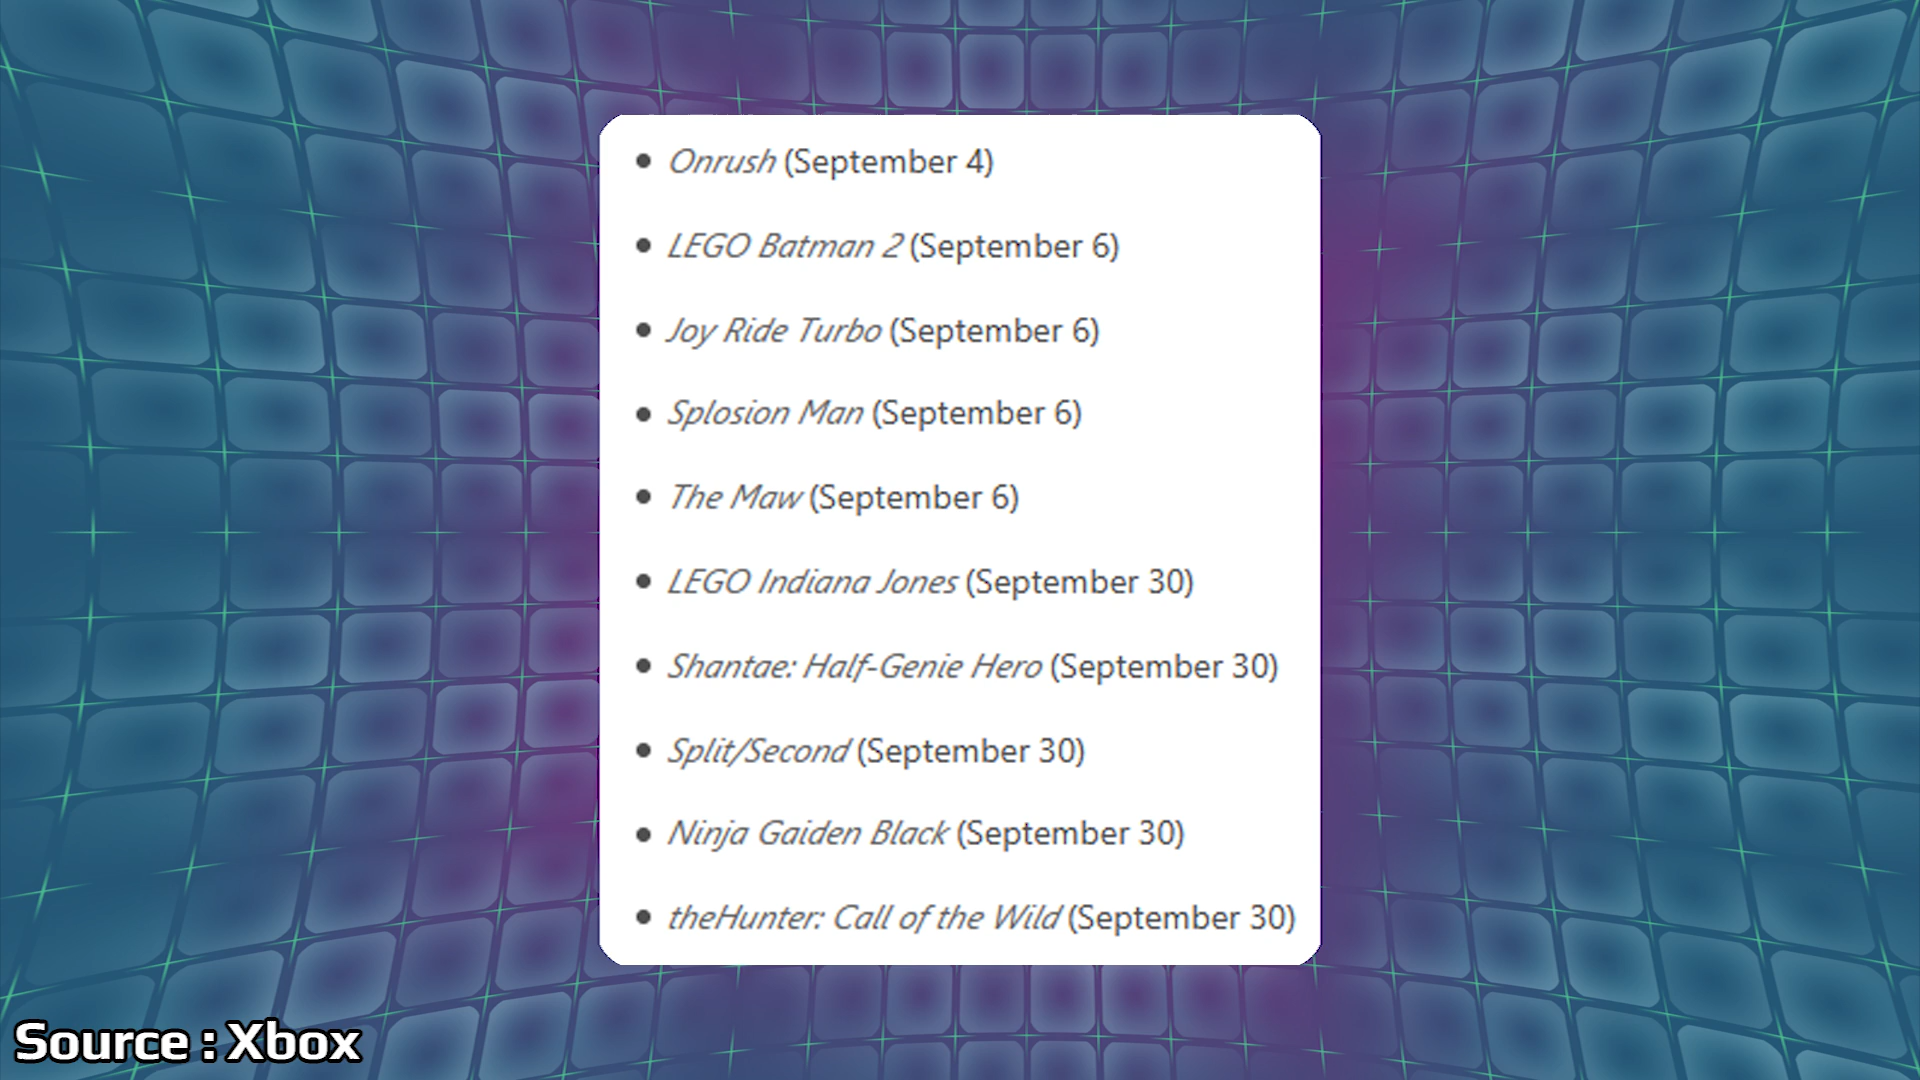 • Onrush (September 4)
• LEGO Batman 2 (September 6)
• Joy Ride Turbo (September 6)
• Splosion Man (September 6)
• The Maw (September 6)
• LEGO Indiana Jones (September 30)
• Shantae: Half-Genie Hero (September 30)
• Split/Second (September 30)
• Ninja Gaiden Black (September 30)
• theHunter: Call of the Wild (September 30)
Source : Xbox